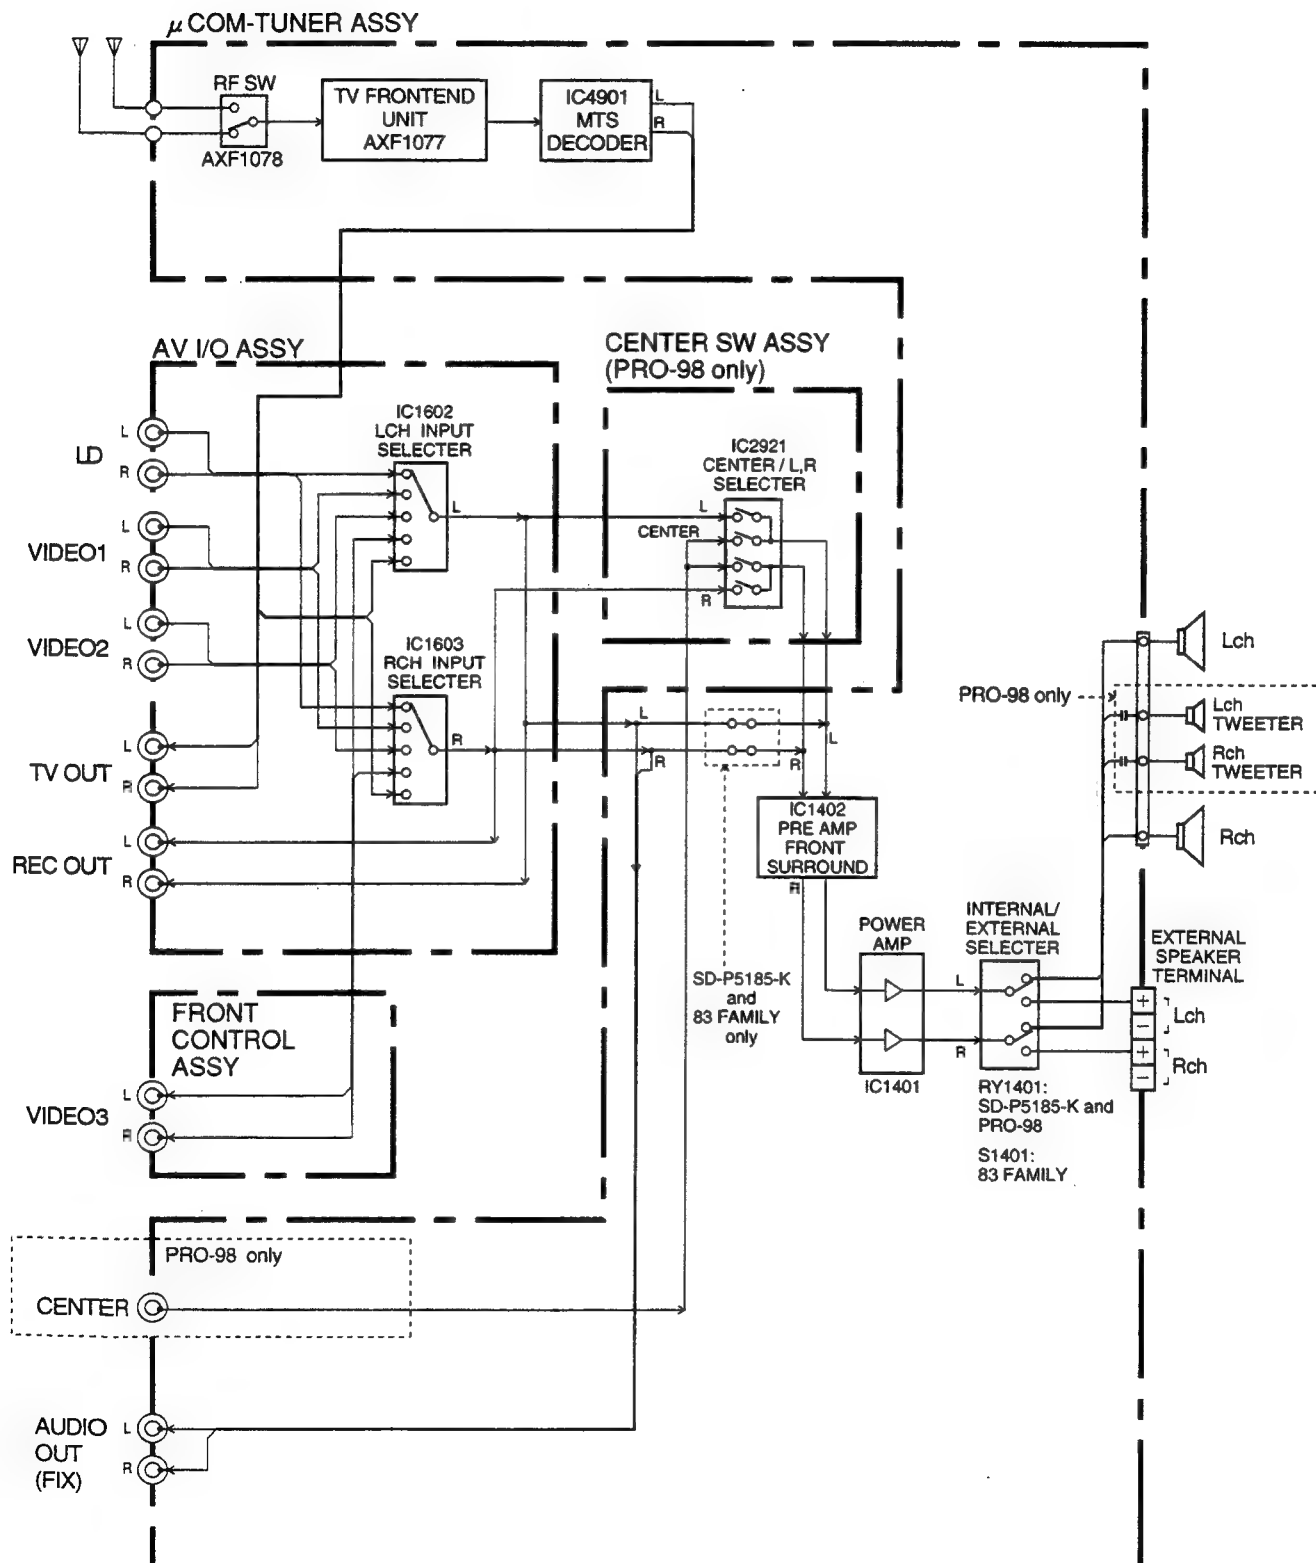 μ COM-TUNER ASSY
RF SW
AXF1078
TV FRONTEND
UNIT
AXF1077
IC4901
MTS
DECODER
L
R
AV I/O ASSY
CENTER SW ASSY
(PRO-98 only)
LD
L
R
VIDEO1
L
R
VIDEO2
L
R
TV OUT
L
R
REC OUT
L
R
IC1602
LCH INPUT
SELECTER
L
IC1603
RCH INPUT
SELECTER
R
IC2921
CENTER / L,R
SELECTER
L
CENTER
R
L
R
L
R
IC1402
PRE AMP
FRONT
SURROUND
R
SD-P5185-K
and
83 FAMILY
only
POWER
AMP
IC1401
L
R
INTERNAL/
EXTERNAL
SELECTER
RY1401:
SD-P5185-K and
PRO-98
S1401:
83 FAMILY
PRO-98 only
Lch
Lch
TWEETER
Rch
TWEETER
Rch
EXTERNAL
SPEAKER
TERMINAL
+
−
Lch
+
−
Rch
FRONT
CONTROL
ASSY
VIDEO3
L
R
PRO-98 only
CENTER
AUDIO
OUT
(FIX)
L
R